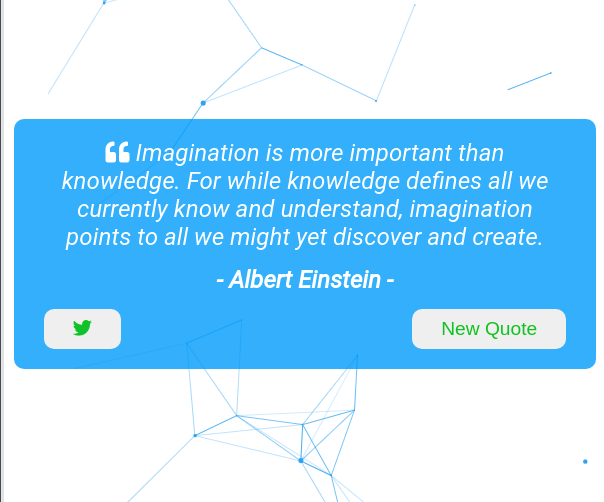 “ Imagination is more important than
knowledge. For while knowledge defines all we
currently know and understand, imagination
points to all we might yet discover and create.
- Albert Einstein -
New Quote